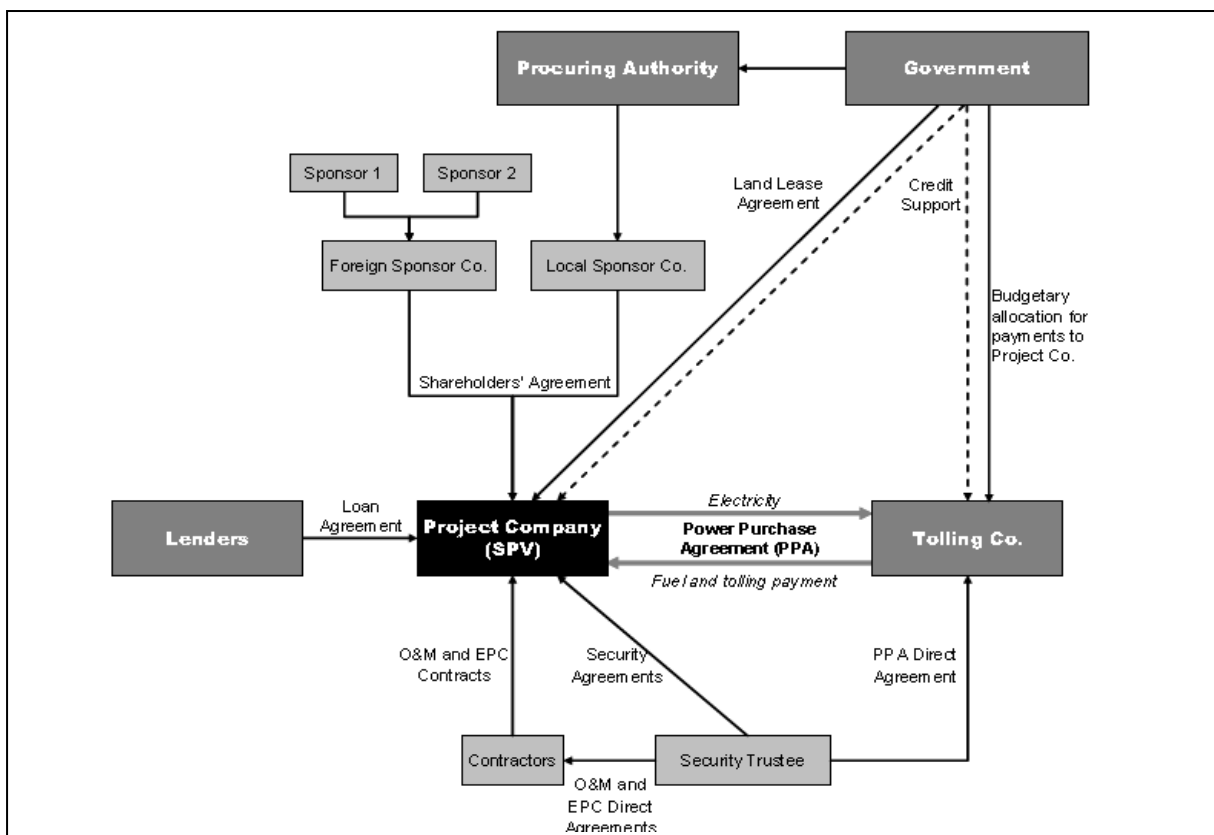 Procuring Authority
Government
Sponsor 1
Sponsor 2
Land Lease
Agreement
Credit
Support
Foreign Sponsor Co.
Local Sponsor Co.
Budgetary
allocation for
payments to
Project Co.
Shareholders' Agreement
Loan
Agreement
Lenders
Project Company
(SPV)
Electricity
Power Purchase
Agreement (PPA)
Fuel and tolling payment
Tolling Co.
O&M and EPC
Contracts
Security
Agreements
PPA Direct
Agreement
Contractors
Security Trustee
O&M and
EPC Direct
Agreements